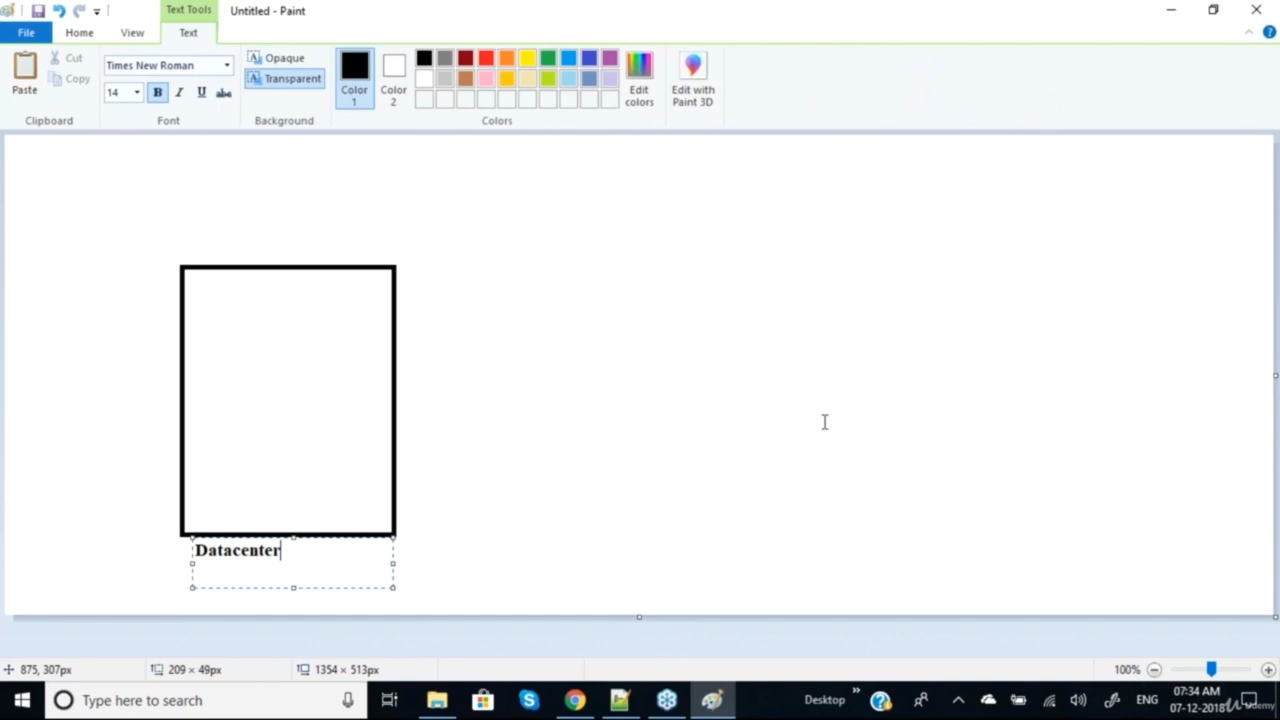 Text Tools
Untitled - Paint
File
Home
View
Text
Paste
Cut
Copy
Clipboard
Times New Roman
14
B
I
U
abc
Font
Opaque
Transparent
Background
Color 1
Color 2
Edit colors
Colors
Edit with Paint 3D
Datacenter
875, 307px
209 × 49px
1354 × 513px
100%
Type here to search
Desktop
ENG
07:34 AM
07-12-2018
Udemy